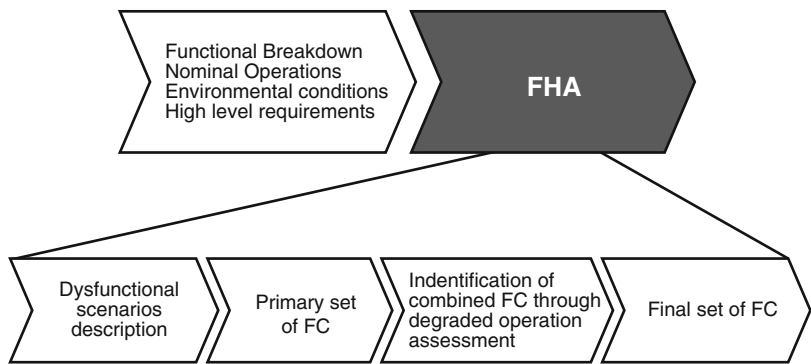 Functional Breakdown
Nominal Operations
Environmental conditions
High level requirements
FHA
Dysfunctional
scenarios
description
Primary set
of FC
Indentification of
combined FC through
degraded operation
assessment
Final set of FC